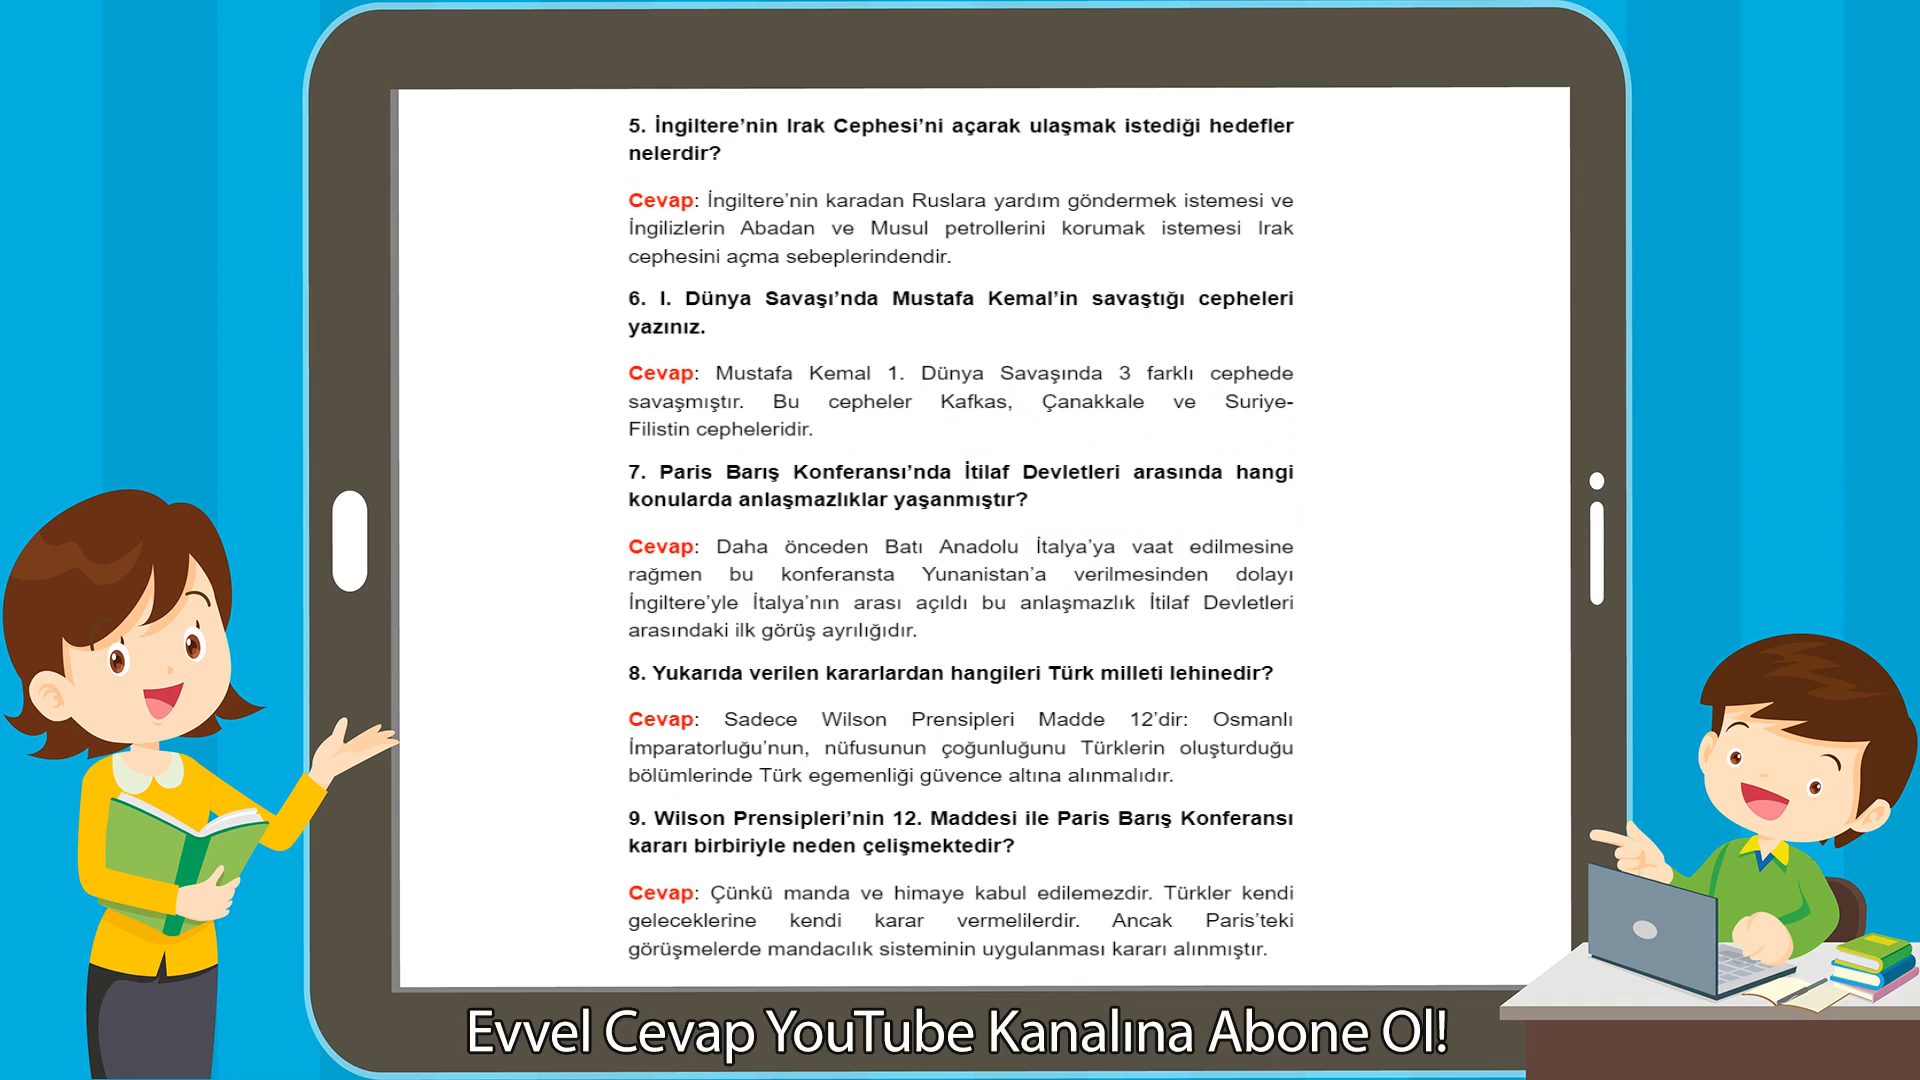 5. İngiltere’nin Irak Cephesi’ni açarak ulaşmak istediği hedefler
nelerdir?
Cevap: İngiltere’nin karadan Ruslara yardım göndermek istemesi ve
İngilizlerin Abadan ve Musul petrollerini korumak istemesi Irak
cephesini açma sebeplerindendir.
6. I. Dünya Savaşı’nda Mustafa Kemal’in savaştığı cepheleri
yazınız.
Cevap: Mustafa Kemal 1. Dünya Savaşında 3 farklı cephede
savaşmıştır. Bu cepheler Kafkas, Çanakkale ve Suriye-
Filistin cepheleridir.
7. Paris Barış Konferansı’nda İtilaf Devletleri arasında hangi
konularda anlaşmazlıklar yaşanmıştır?
Cevap: Daha önceden Batı Anadolu İtalya’ya vaat edilmesine
rağmen bu konferansta Yunanistan’a verilmesinden dolayı
İngiltere’yle İtalya’nın arası açıldı bu anlaşmazlık İtilaf Devletleri
arasındaki ilk görüş ayrılığıdır.
8. Yukarıda verilen kararlardan hangileri Türk milleti lehinedir?
Cevap: Sadece Wilson Prensipleri Madde 12’dir: Osmanlı
İmparatorluğu’nun, nüfusunun çoğunluğunu Türklerin oluşturduğu
bölümlerinde Türk egemenliği güvence altına alınmalıdır.
9. Wilson Prensipleri’nin 12. Maddesi ile Paris Barış Konferansı
kararı birbiriyle neden çelişmektedir?
Cevap: Çünkü manda ve himaye kabul edilemezdir. Türkler kendi
geleceklerine kendi karar vermelilerdir. Ancak Paris’teki
görüşmelerde mandacılık sisteminin uygulanması kararı alınmıştır.
Evvel Cevap YouTube Kanalına Abone Ol!